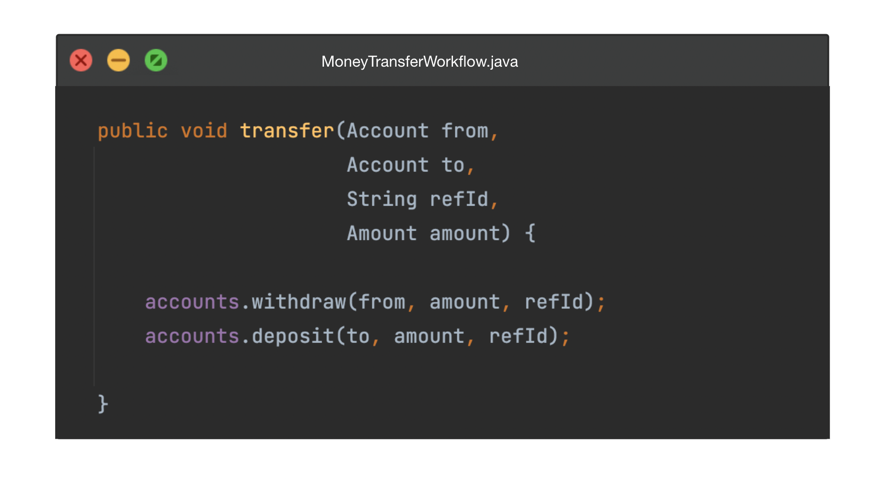 MoneyTransferWorkflow.java
public void transfer(Account from,
Account to,
String refId,
Amount amount) {
accounts.withdraw(from, amount, refId);
accounts.deposit(to, amount, refId);
}